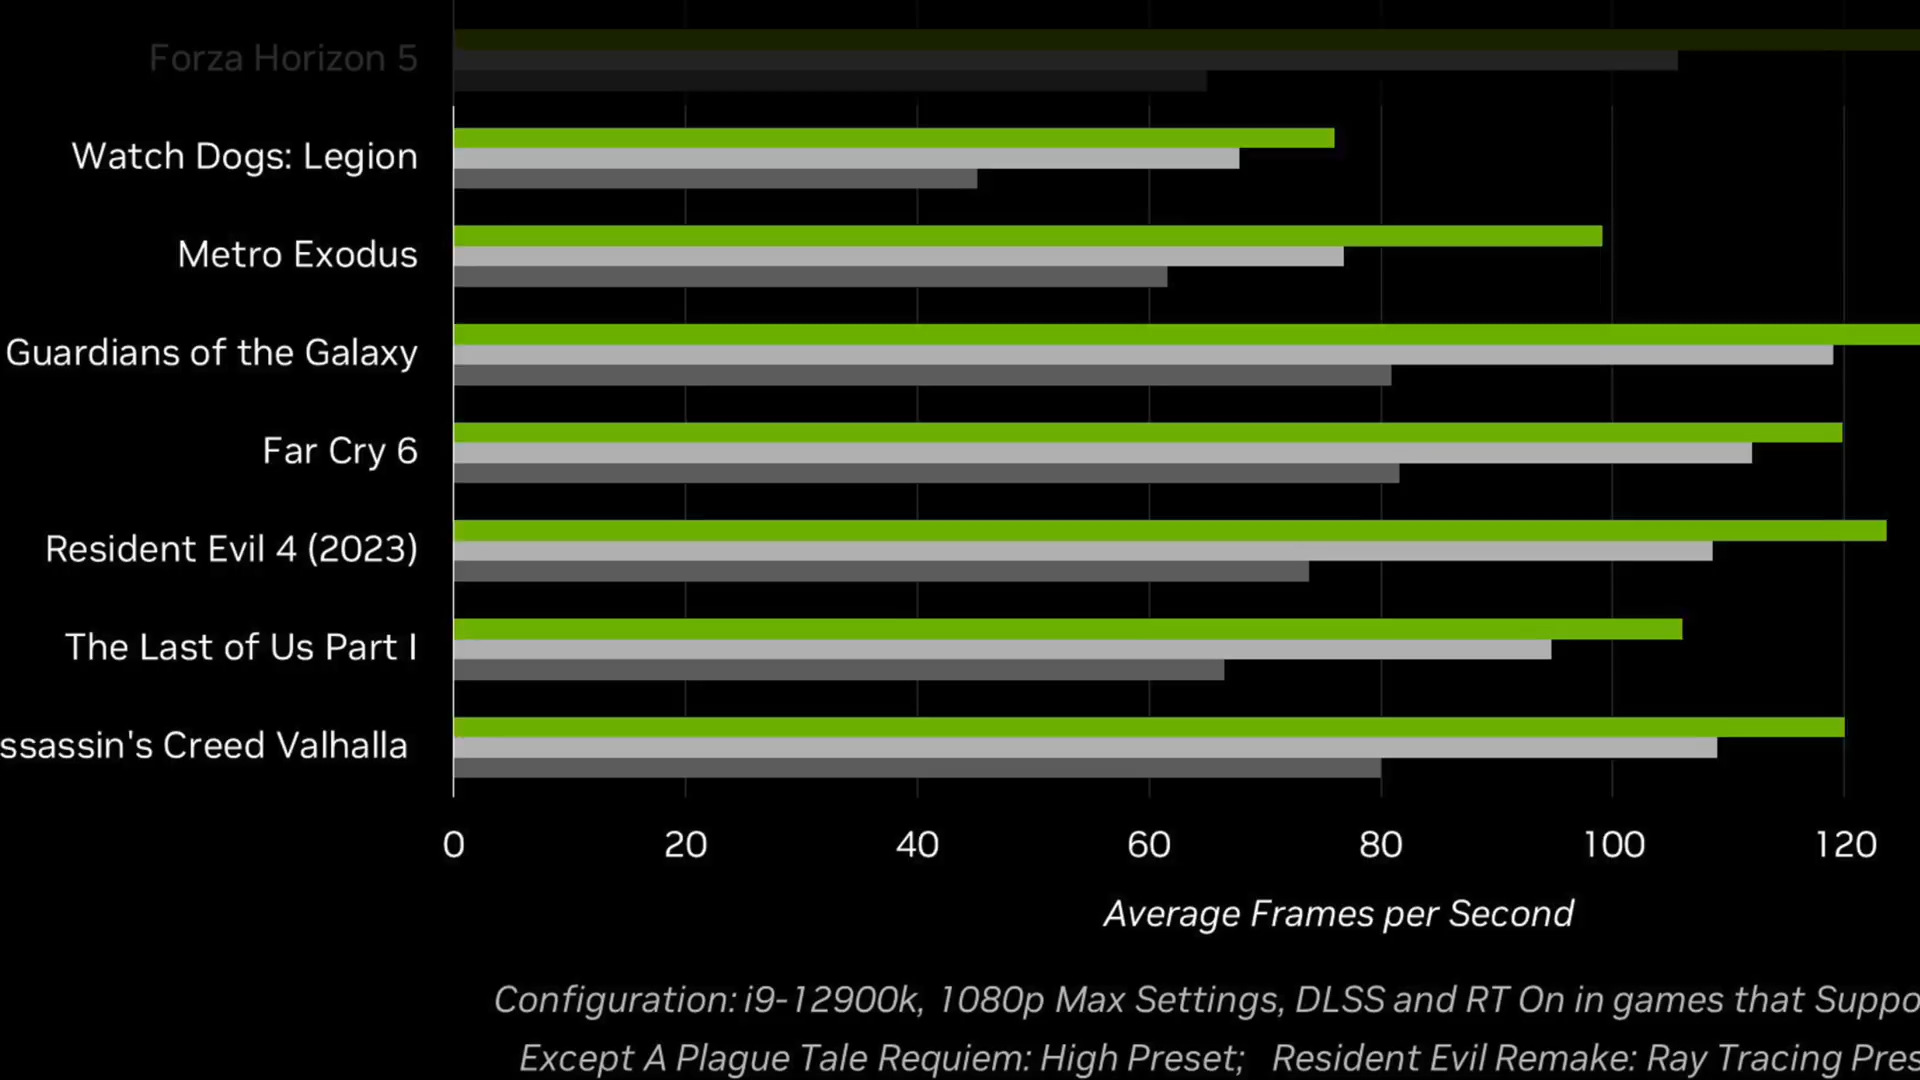 Forza Horizon 5
Watch Dogs: Legion
Metro Exodus
Guardians of the Galaxy
Far Cry 6
Resident Evil 4 (2023)
The Last of Us Part I
ssassin's Creed Valhalla
0 20 40 60 80 100 120
Average Frames per Second
Configuration: i9-12900k, 1080p Max Settings, DLSS and RT On in games that Suppo
Except A Plague Tale Requiem: High Preset; Resident Evil Remake: Ray Tracing Pres